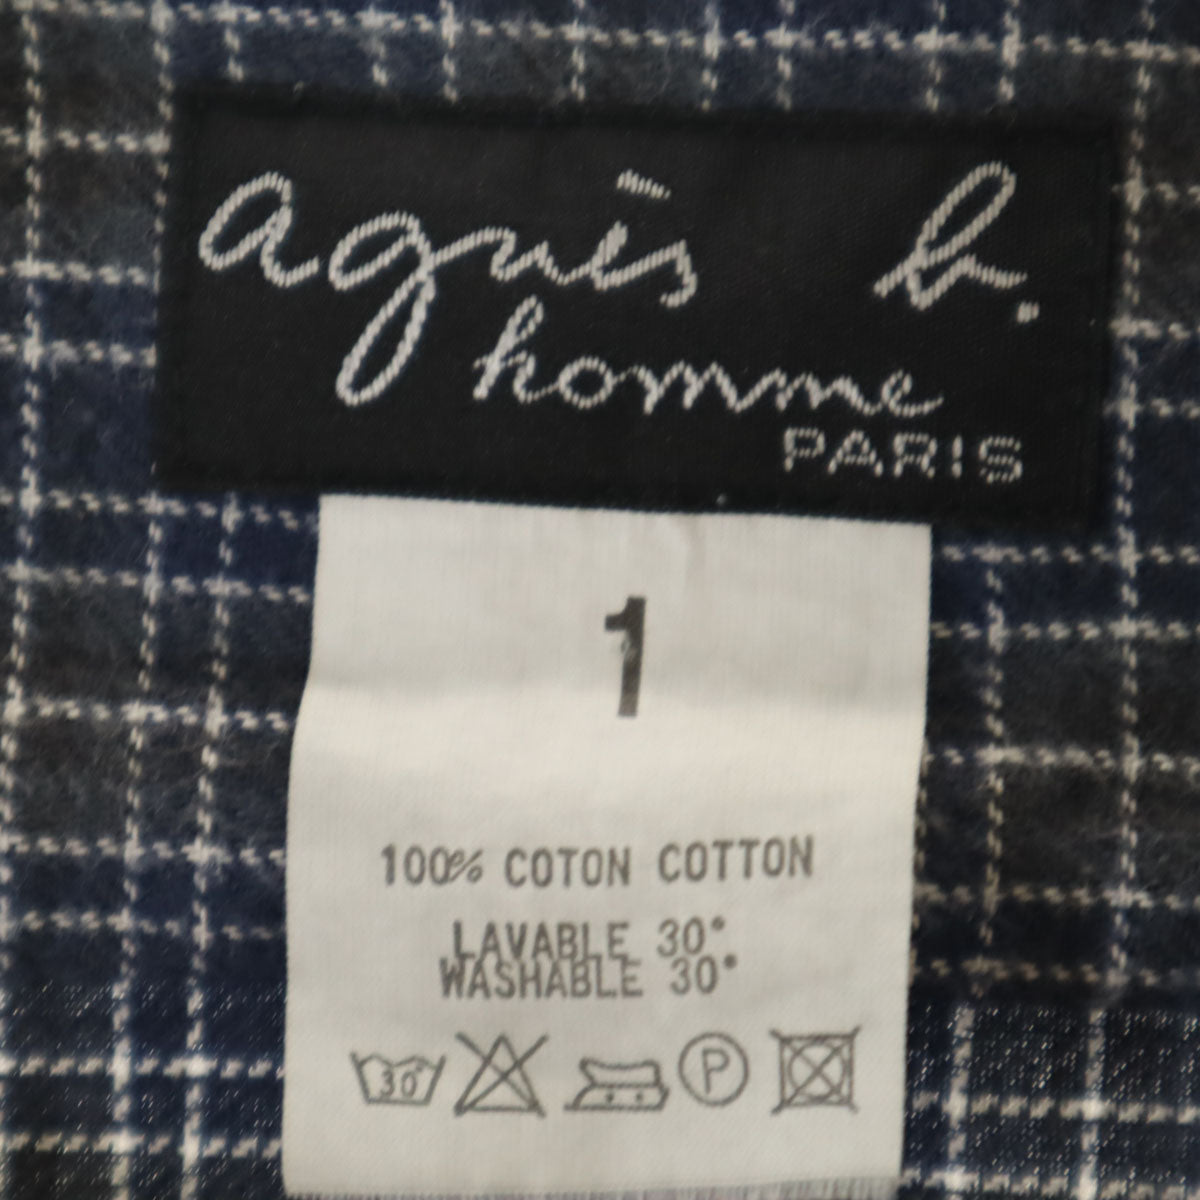 agnès b.
homme
PARIS
1
100% COTON COTTON
LAVABLE 30°
WASHABLE 30°
30° P